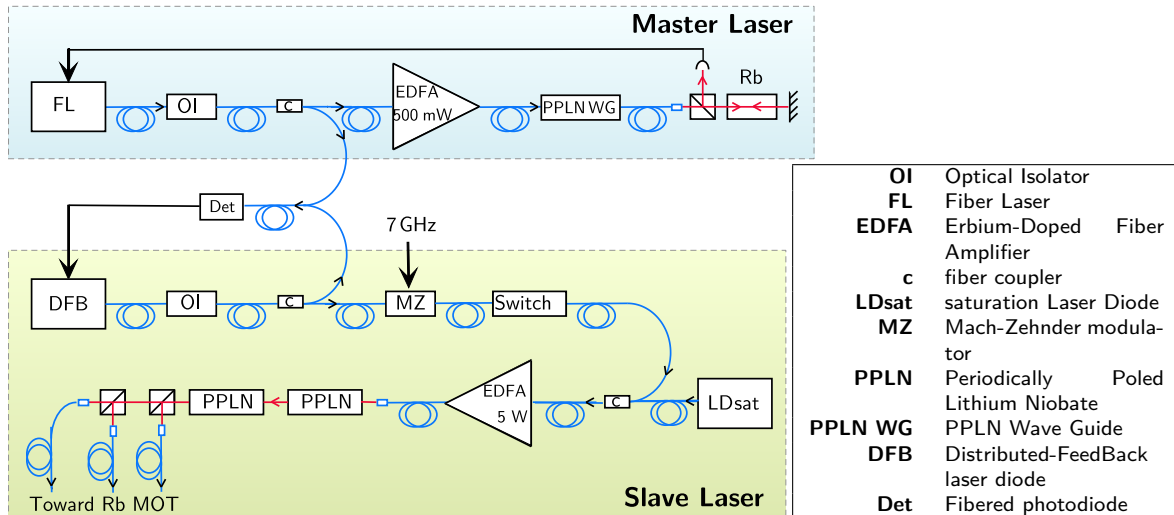 Master Laser
FL
OI
c
EDFA
500 mW
PPLN WG
Rb
Det
7 GHz
DFB
OI
c
MZ
Switch
PPLN
PPLN
EDFA
5 W
c
LDsat
Toward Rb MOT
Slave Laser
OI Optical Isolator
FL Fiber Laser
EDFA Erbium-Doped Fiber
Amplifier
c fiber coupler
LDsat saturation Laser Diode
MZ Mach-Zehnder modula-
tor
PPLN Periodically Poled
Lithium Niobate
PPLN WG PPLN Wave Guide
DFB Distributed-FeedBack
laser diode
Det Fibered photodiode